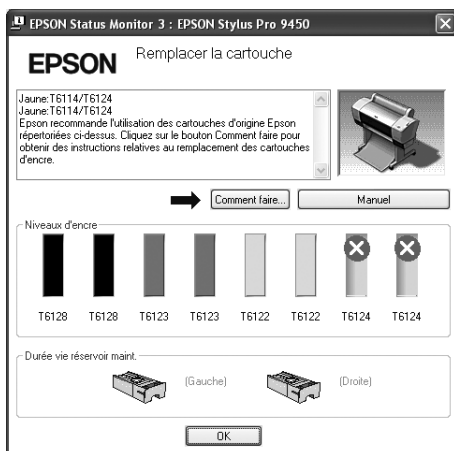 EPSON Status Monitor 3 : EPSON Stylus Pro 9450
EPSON
Remplacer la cartouche
Jaune:T6114/T6124
Jaune:T6114/T6124
Epson recommande l'utilisation des cartouches d'origine Epson
répertoriées ci-dessus. Cliquez sur le bouton Comment faire pour
obtenir des instructions relatives au remplacement des cartouches
d'encre.
Comment faire...
Manuel
Niveaux d'encre
T6128 T6128 T6123 T6123 T6122 T6122 T6124 T6124
Durée vie réservoir maint.
(Gauche) (Droite)
OK